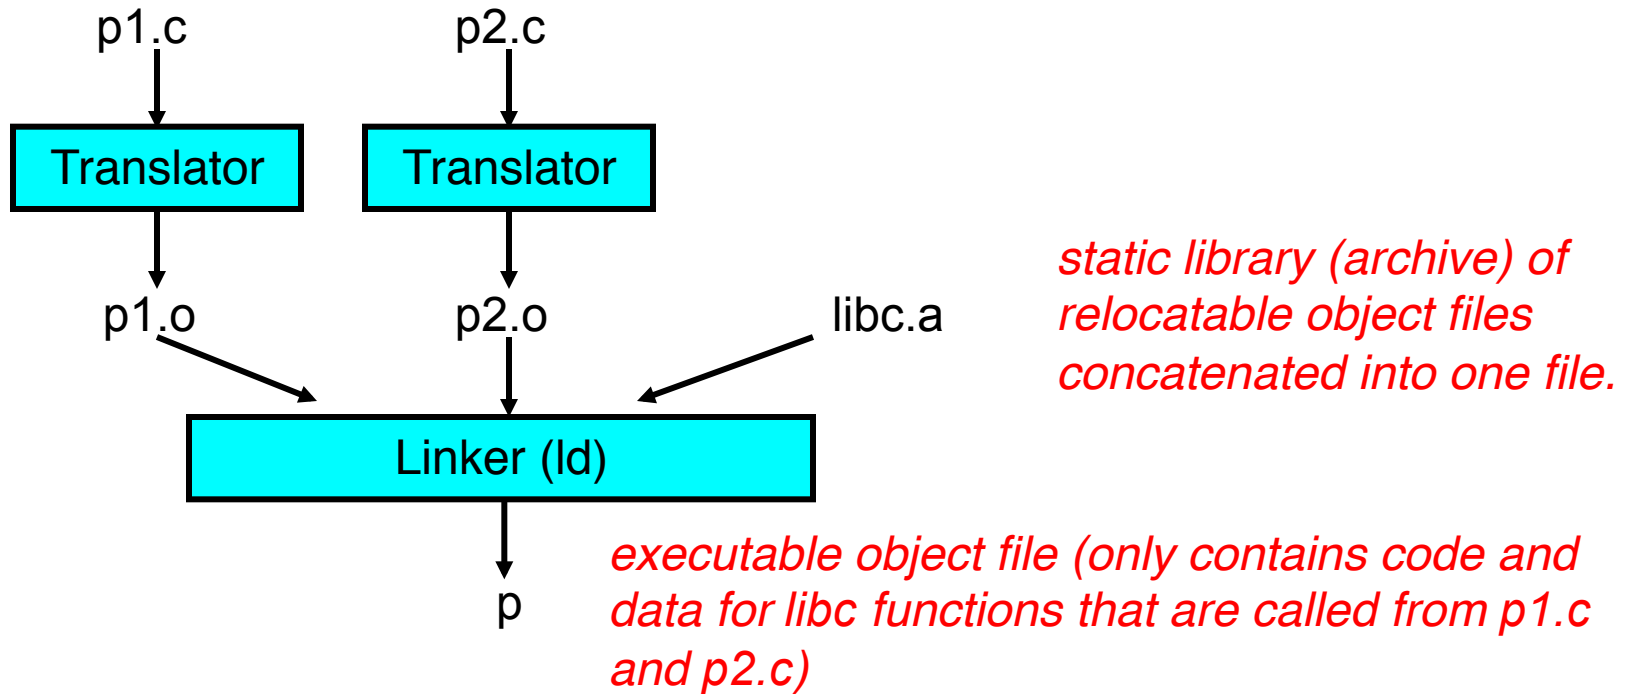 p1.c
p2.c
Translator
Translator
p1.o
p2.o
libc.a
static library (archive) of
relocatable object files
concatenated into one file.
Linker (ld)
p
executable object file (only contains code and
data for libc functions that are called from p1.c
and p2.c)